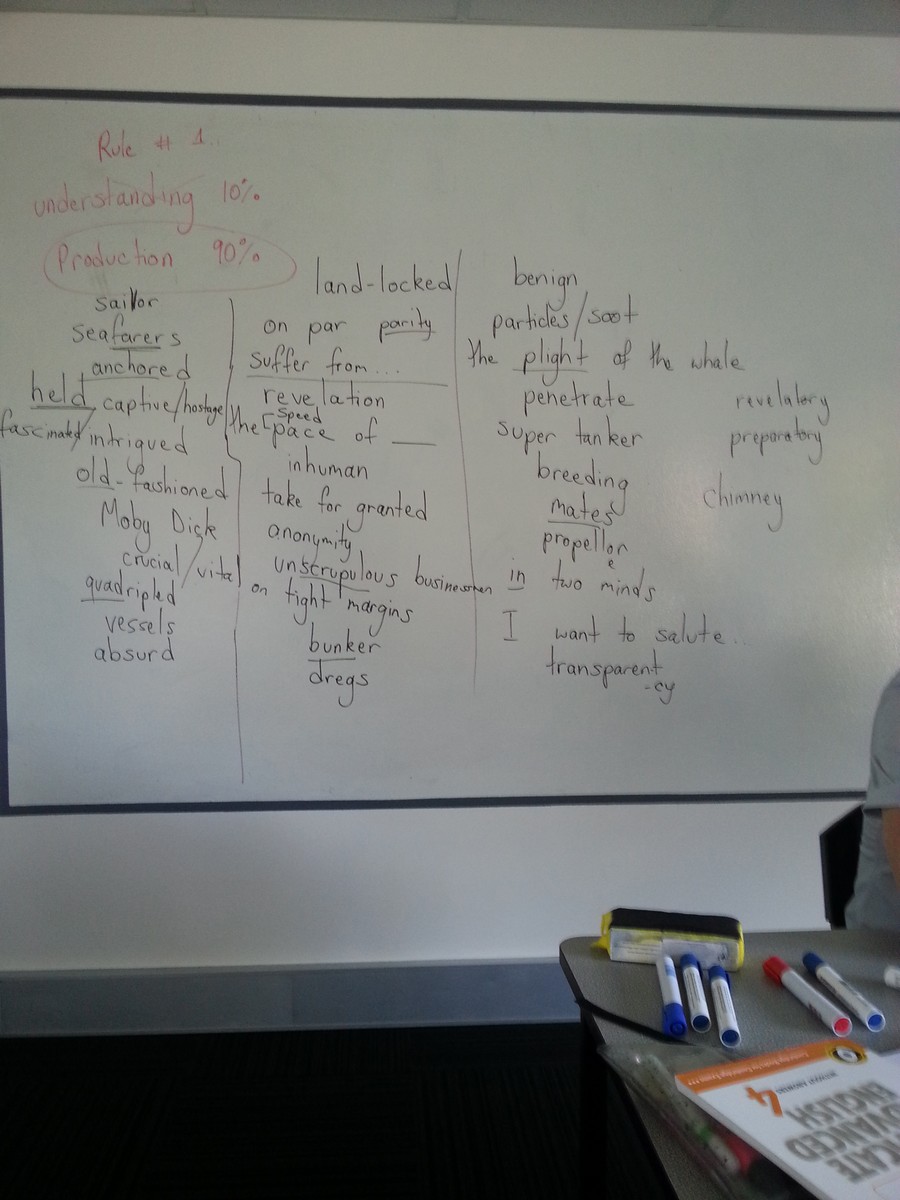 Rule # 1..
understanding 10%
Production 90%
sailor
seafarers
anchored
held captive/hostage
fascinated/intriqued
old-fashioned
Moby Dick
crucial/vital
quadripled
vessels
absurd
land-locked
on par parity
suffer from...
revelation
speed
the pace of ___
inhuman
take for granted
anonymity
unscrupulous businessmen
on tight margins
bunker
dregs
benign
particles/soot
the plight of the whale
penetrate
super tanker
breeding
mates
propellor
e
in two minds
I want to salute...
transparent
-cy
revelatory
preparatory
chimney
4
ADVANCED
ENGLISH